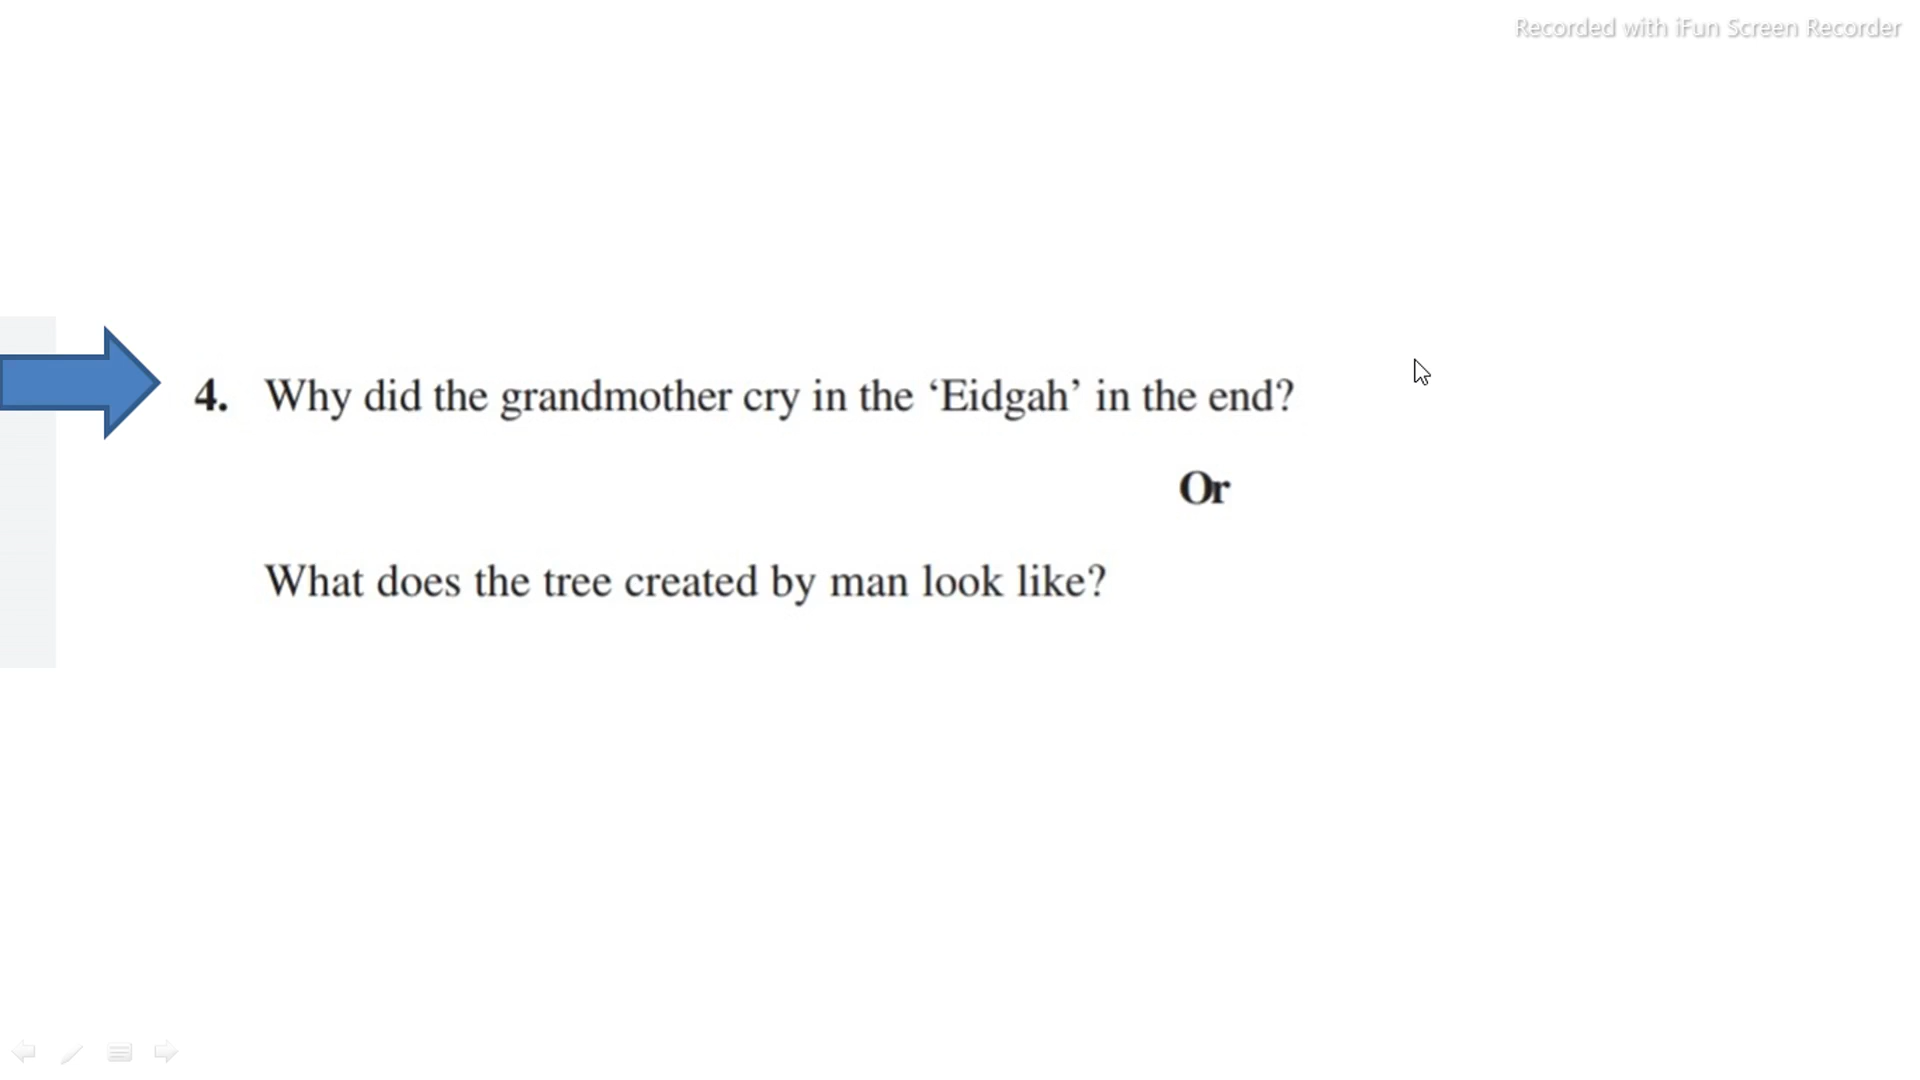 Recorded with iFun Screen Recorder
4. Why did the grandmother cry in the ‘Eidgah’ in the end?
Or
What does the tree created by man look like?